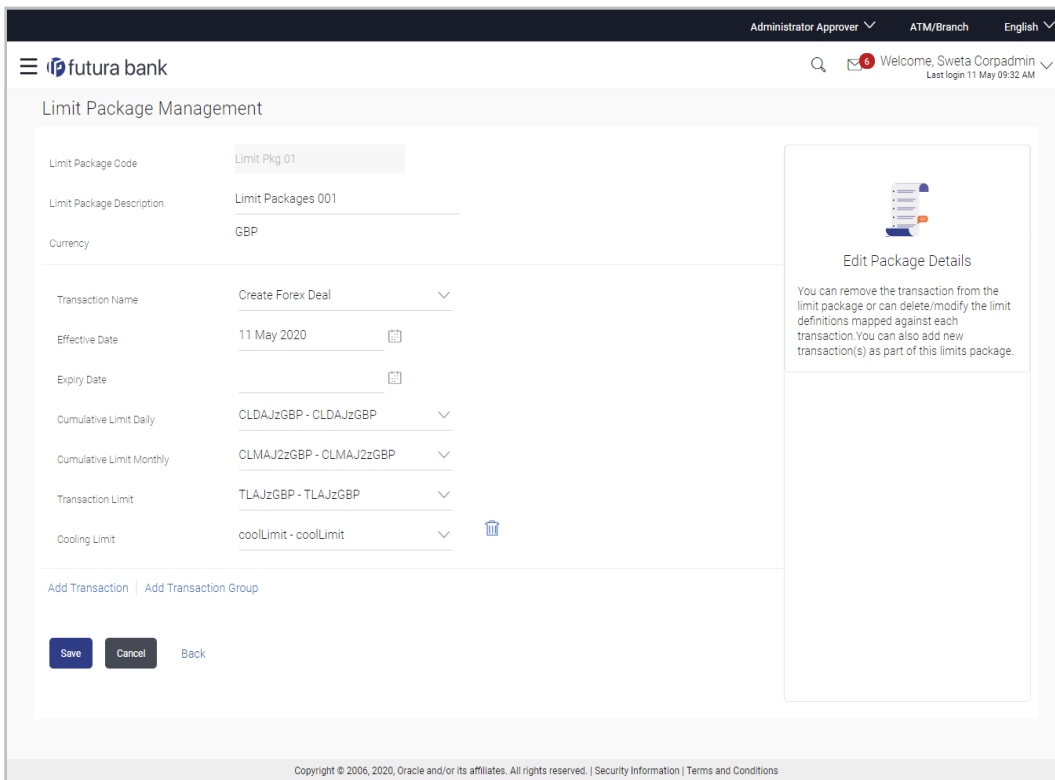 Administrator Approver ATM/Branch English
futura bank 6 Welcome, Sweta Corpadmin
Last login 11 May 09:32 AM
Limit Package Management
Limit Package Code Limit Pkg 01
Limit Package Description Limit Packages 001
Currency GBP
Transaction Name Create Forex Deal
Effective Date 11 May 2020
Expiry Date
Cumulative Limit Daily CLDAJzGBP - CLDAJzGBP
Cumulative Limit Monthly CLMAJ2zGBP - CLMAJ2zGBP
Transaction Limit TLAJzGBP - TLAJzGBP
Cooling Limit coolLimit - coolLimit
Add Transaction Add Transaction Group
Save Cancel Back
Edit Package Details
You can remove the transaction from the
limit package or can delete/modify the limit
definitions mapped against each
transaction.You can also add new
transaction(s) as part of this limits package.
Copyright © 2006, 2020, Oracle and/or its affiliates. All rights reserved. | Security Information | Terms and Conditions